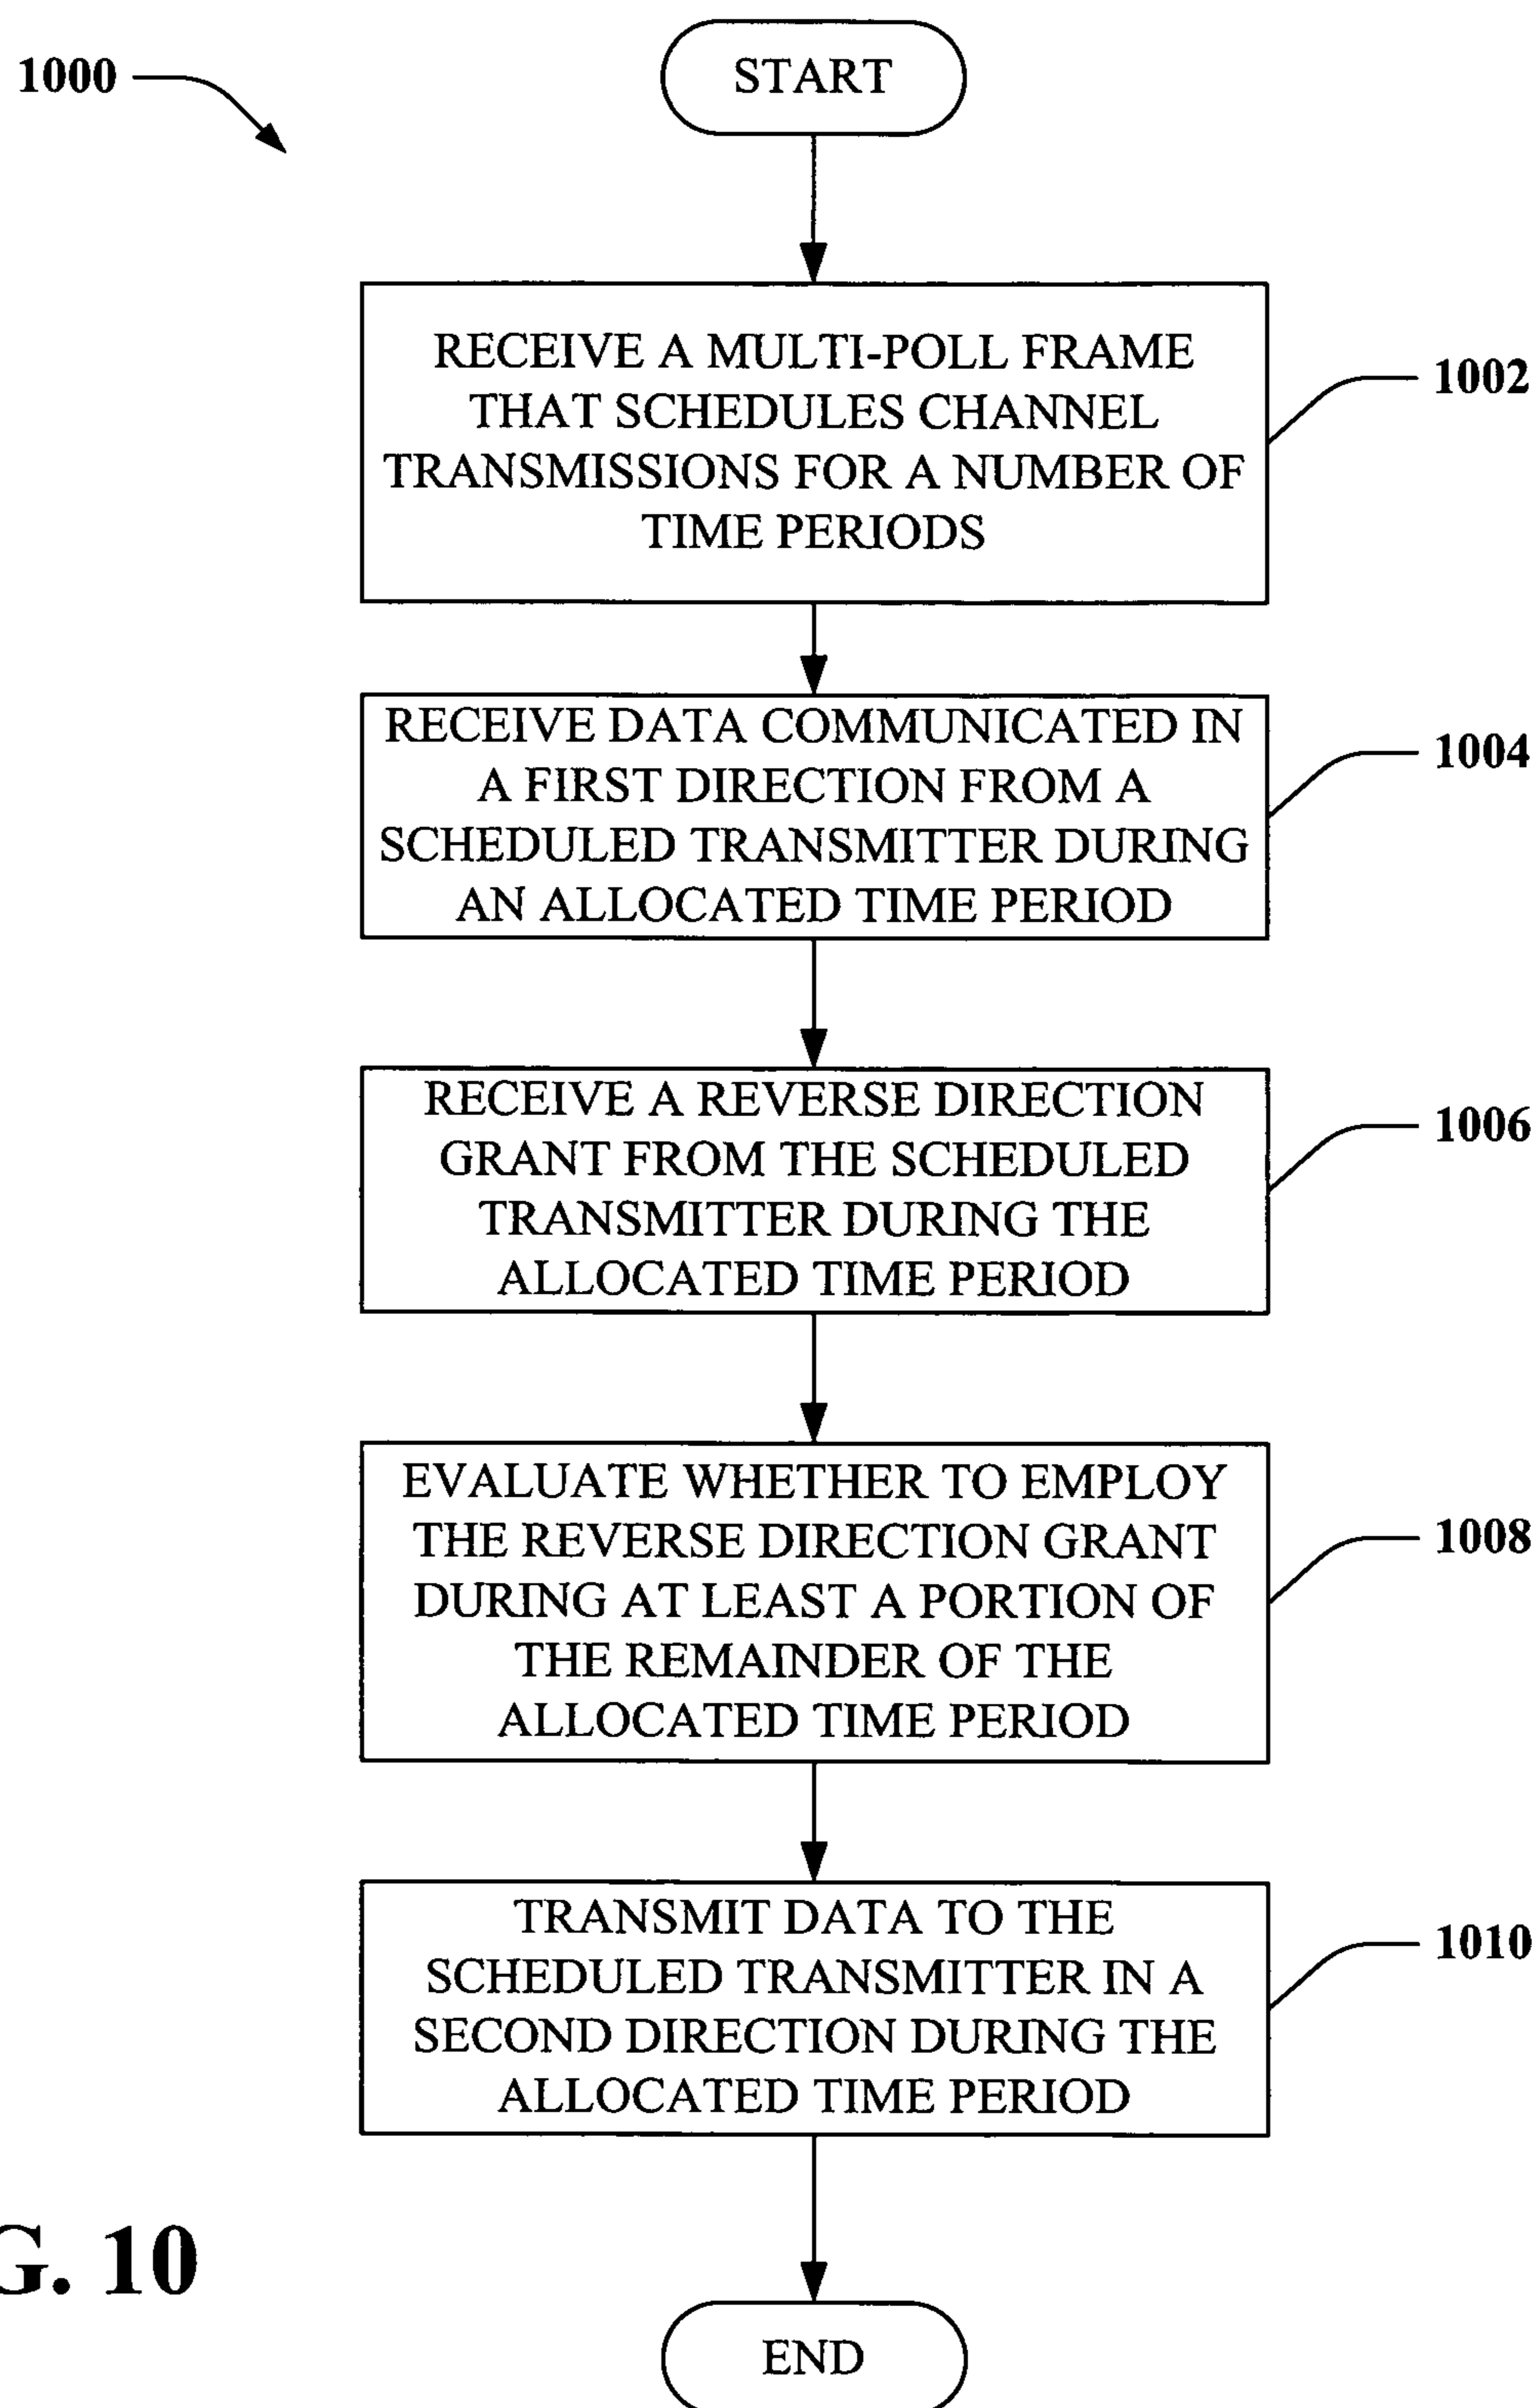 1000
START
RECEIVE A MULTI-POLL FRAME
THAT SCHEDULES CHANNEL
TRANSMISSIONS FOR A NUMBER OF
TIME PERIODS
1002
RECEIVE DATA COMMUNICATED IN
A FIRST DIRECTION FROM A
SCHEDULED TRANSMITTER DURING
AN ALLOCATED TIME PERIOD
1004
RECEIVE A REVERSE DIRECTION
GRANT FROM THE SCHEDULED
TRANSMITTER DURING THE
ALLOCATED TIME PERIOD
1006
EVALUATE WHETHER TO EMPLOY
THE REVERSE DIRECTION GRANT
DURING AT LEAST A PORTION OF
THE REMAINDER OF THE
ALLOCATED TIME PERIOD
1008
TRANSMIT DATA TO THE
SCHEDULED TRANSMITTER IN A
SECOND DIRECTION DURING THE
ALLOCATED TIME PERIOD
1010
G. 10
END